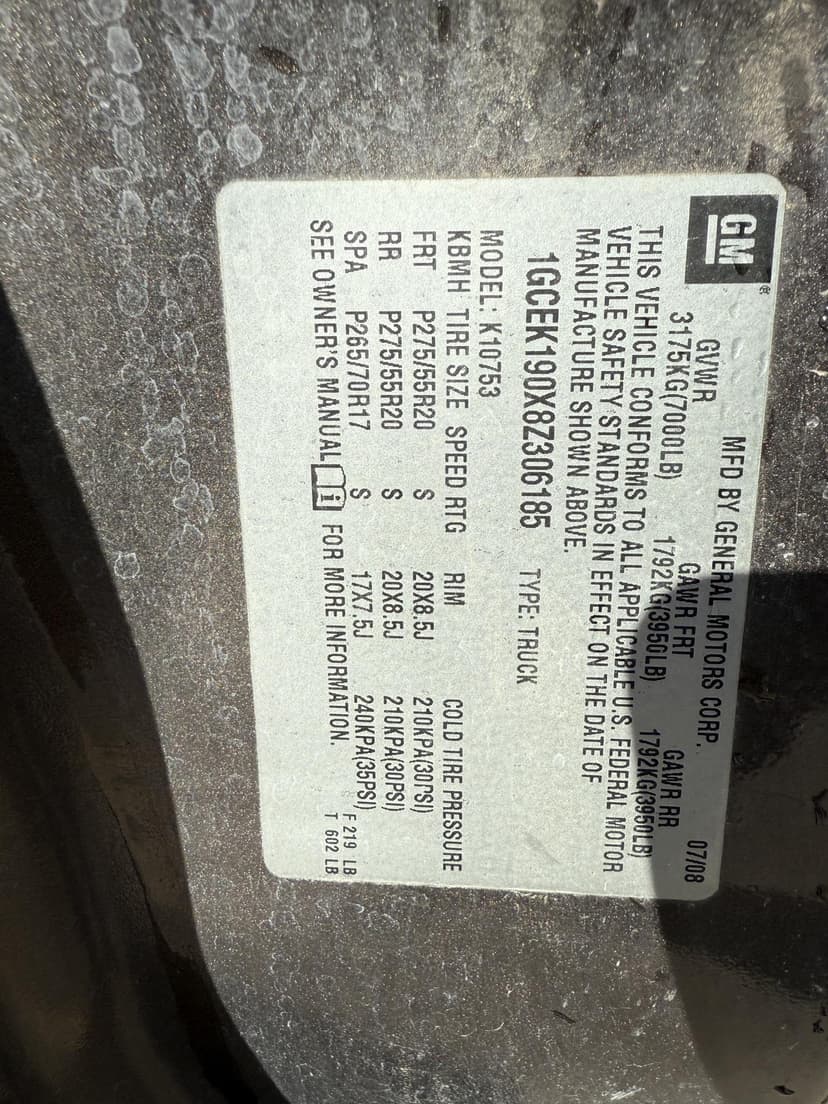 GM®
MFD BY GENERAL MOTORS CORP. 07/08
GVWR GAWR FRT GAWR RR
3175KG(7000LB) 1792KG(3950LB) 1792KG(3950LB)
THIS VEHICLE CONFORMS TO ALL APPLICABLE U.S. FEDERAL MOTOR
VEHICLE SAFETY STANDARDS IN EFFECT ON THE DATE OF
MANUFACTURE SHOWN ABOVE.
1GCEK190X8Z306185 TYPE: TRUCK
MODEL: K10753
KBMH TIRE SIZE SPEED RTG RIM COLD TIRE PRESSURE
FRT P275/55R20 S 20X8.5J 210KPA(30PSI)
RR P275/55R20 S 20X8.5J 210KPA(30PSI)
SPA P265/70R17 S 17X7.5J 240KPA(35PSI) F 219 LB
SEE OWNER'S MANUAL i FOR MORE INFORMATION. T 602 LB